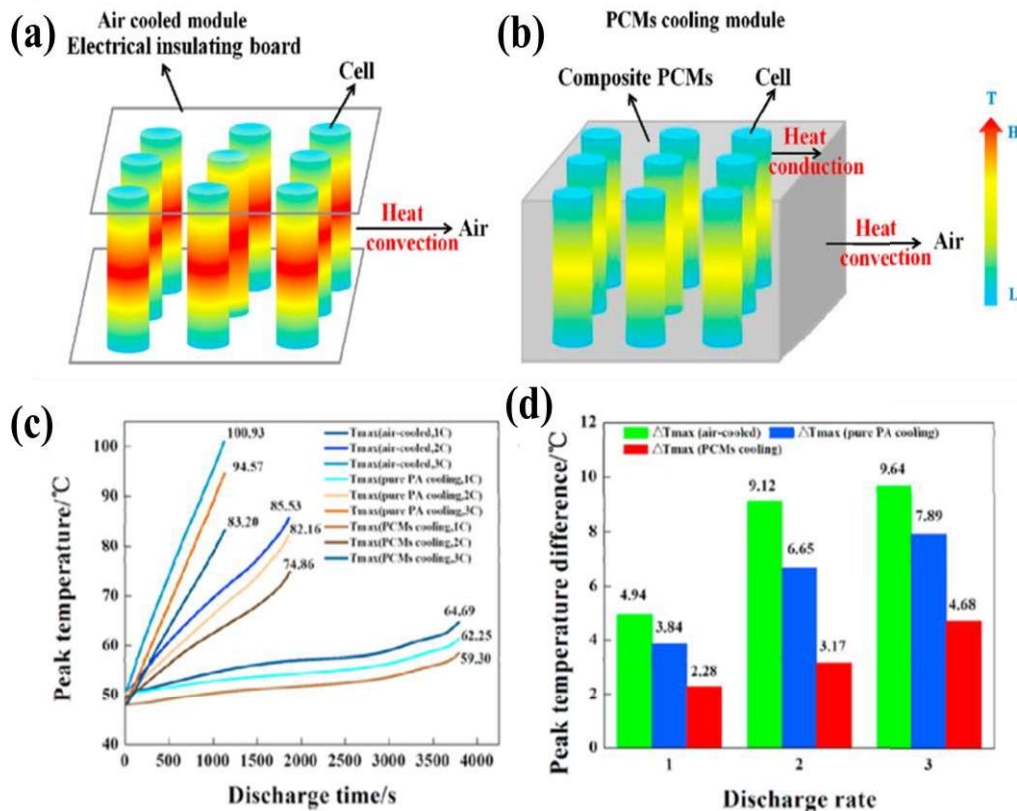 (a)
Air cooled module
Electrical insulating board
Cell
Heat
convection
Air
(b)
PCMs cooling module
Composite PCMs
Cell
Heat
conduction
Heat
convection
Air
T
H
L
(c)
Peak temperature/℃
100
90
80
70
60
50
40
100.93
94.57
83.20
85.53
82.16
74.86
64.69
62.25
59.30
Tmax(air-cooled,1C)
Tmax(air-cooled,2C)
Tmax(air-cooled,3C)
Tmax(pure PA cooling,1C)
Tmax(pure PA cooling,2C)
Tmax(pure PA cooling,3C)
Tmax(PCMs cooling,1C)
Tmax(PCMs cooling,2C)
Tmax(PCMs cooling,3C)
0 500 1000 1500 2000 2500 3000 3500 4000
Discharge time/s
(d)
Peak temperature difference/℃
12
10
8
6
4
2
0
△Tmax (air-cooled) △Tmax (pure PA cooling)
△Tmax (PCMs cooling)
4.94
3.84
2.28
9.12
6.65
3.17
9.64
7.89
4.68
1 2 3
Discharge rate